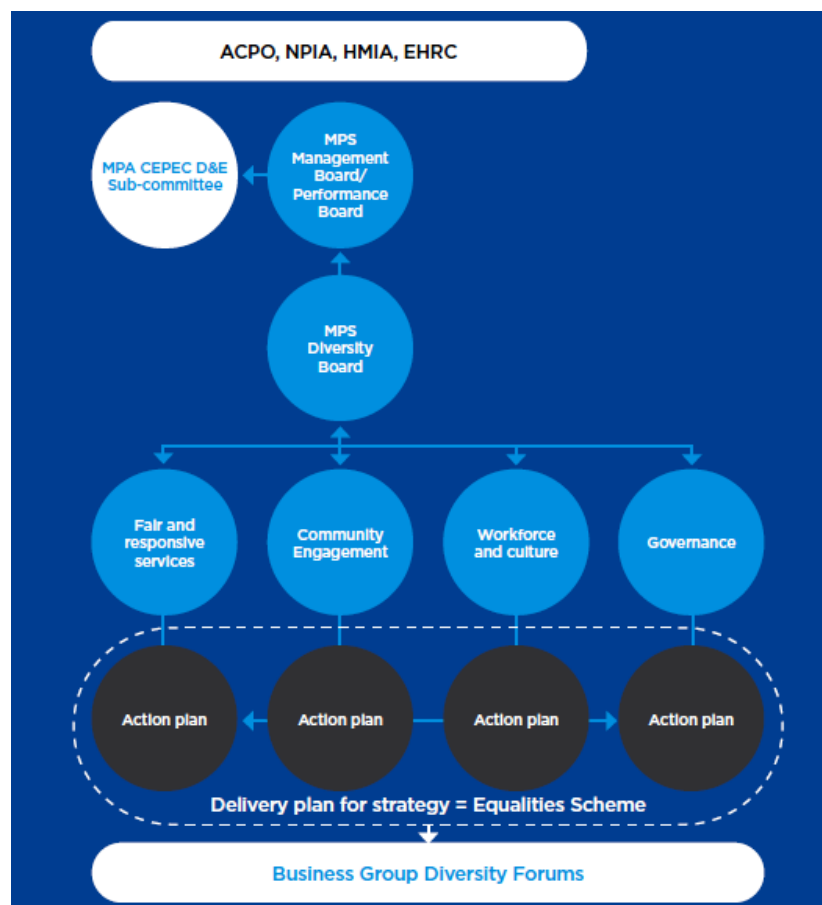 ACPO, NPIA, HMIA, EHRC
MPA CEPEC D&E
Sub-committee
MPS
Management
Board/
Performance
Board
MPS
Diversity
Board
Fair and
responsive
services
Community
Engagement
Workforce
and culture
Governance
Action plan
Action plan
Action plan
Action plan
Delivery plan for strategy = Equalities Scheme
Business Group Diversity Forums